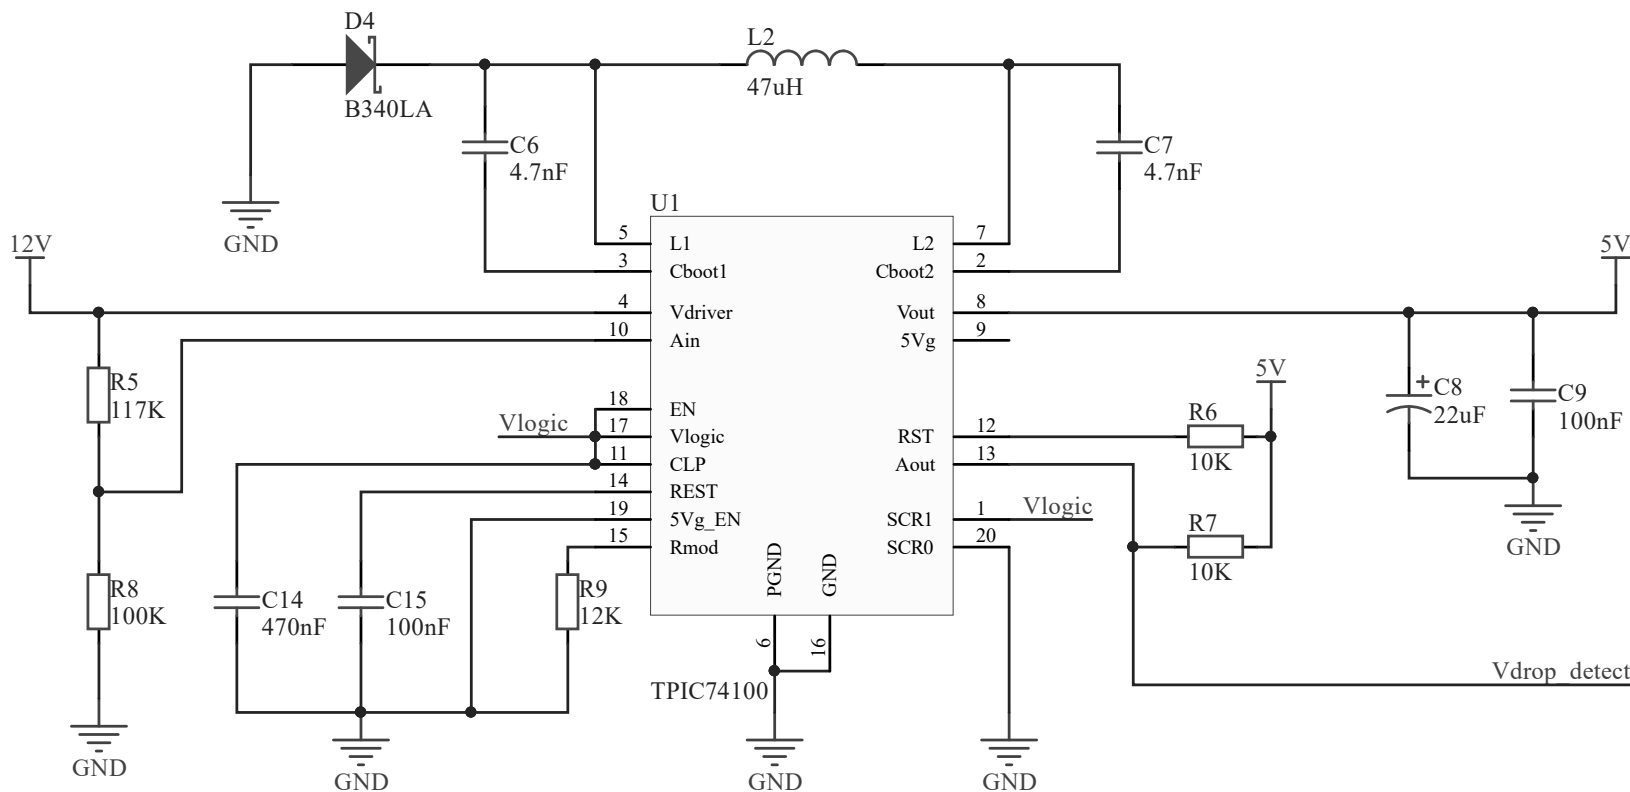 D4
B340LA
L2
47uH
C6
4.7nF
C7
4.7nF
GND
U1
12V
5V
5 L1
3 Cboot1
4 Vdriver
10 Ain
18 EN
Vlogic
17 Vlogic
11 CLP
14 REST
19 5Vg_EN
15 Rmod
L2 7
Cboot2 2
Vout 8
5Vg 9
RST 12
Aout 13
SCR1 1
Vlogic
SCR0 20
PGND
GND
6
16
TPIC74100
R5
117K
R8
100K
GND
C14
470nF
C15
100nF
R9
12K
GND
GND
GND
5V
R6
10K
R7
10K
C8
22uF
C9
100nF
GND
Vdrop_detect